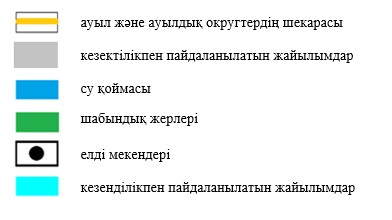 ауыл және ауылдық округтердің шекарасы
кезектілікпен пайдаланылатын жайылымдар
су қоймасы
шабындық жерлері
елді мекендері
кезенділікпен пайдаланылатын жайылымдар